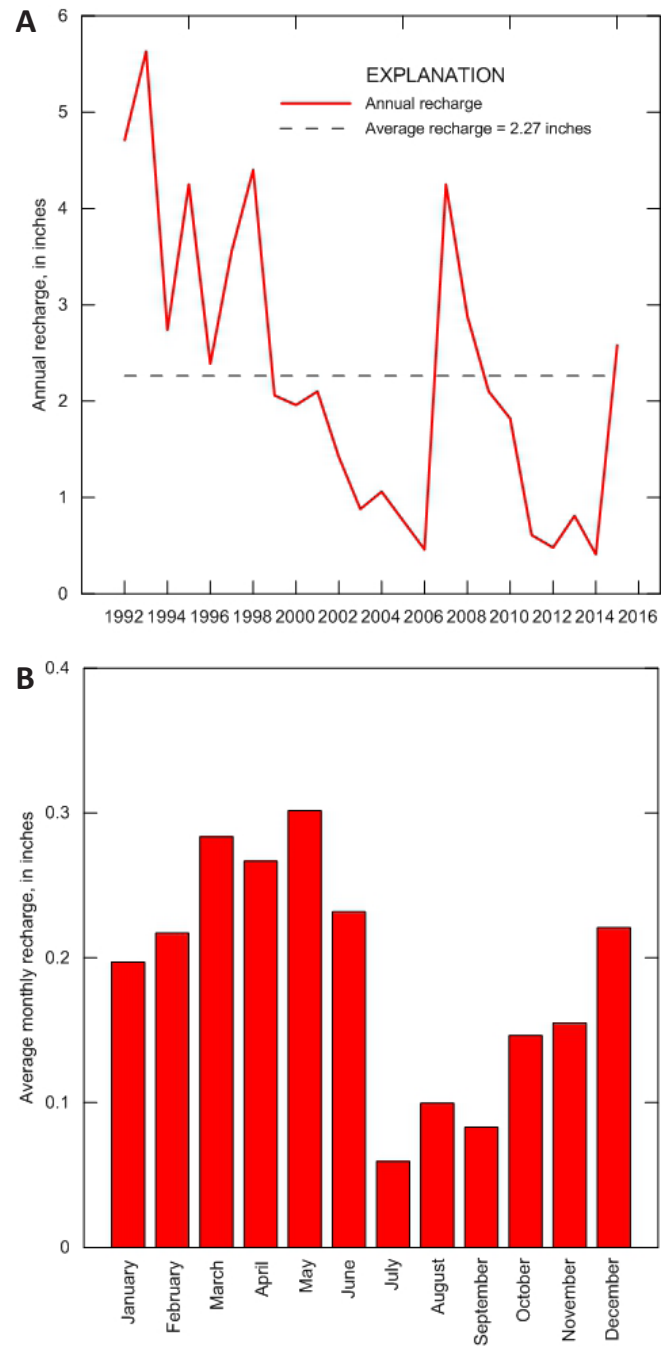 A
6
5
4
3
2
1
0
Annual recharge, in inches
EXPLANATION
Annual recharge
Average recharge = 2.27 inches
1992 1994 1996 1998 2000 2002 2004 2006 2008 2010 2012 2014 2016
B
0.4
0.3
0.2
0.1
0
Average monthly recharge, in inches
January
February
March
April
May
June
July
August
September
October
November
December